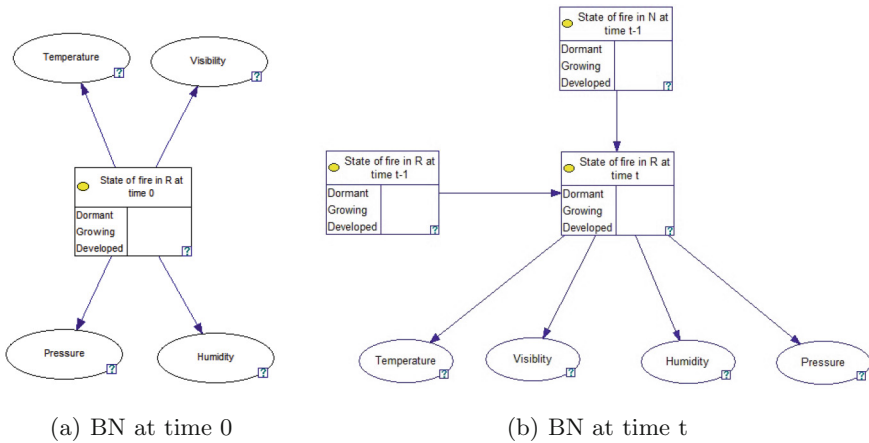 Temperature
Visibility
State of fire in R at
time 0
Dormant
Growing
Developed
Pressure
Humidity
(a) BN at time 0
State of fire in N at
time t-1
Dormant
Growing
Developed
State of fire in R at
time t-1
Dormant
Growing
Developed
State of fire in R at
time t
Dormant
Growing
Developed
Temperature
Visiblity
Humidity
Pressure
(b) BN at time t